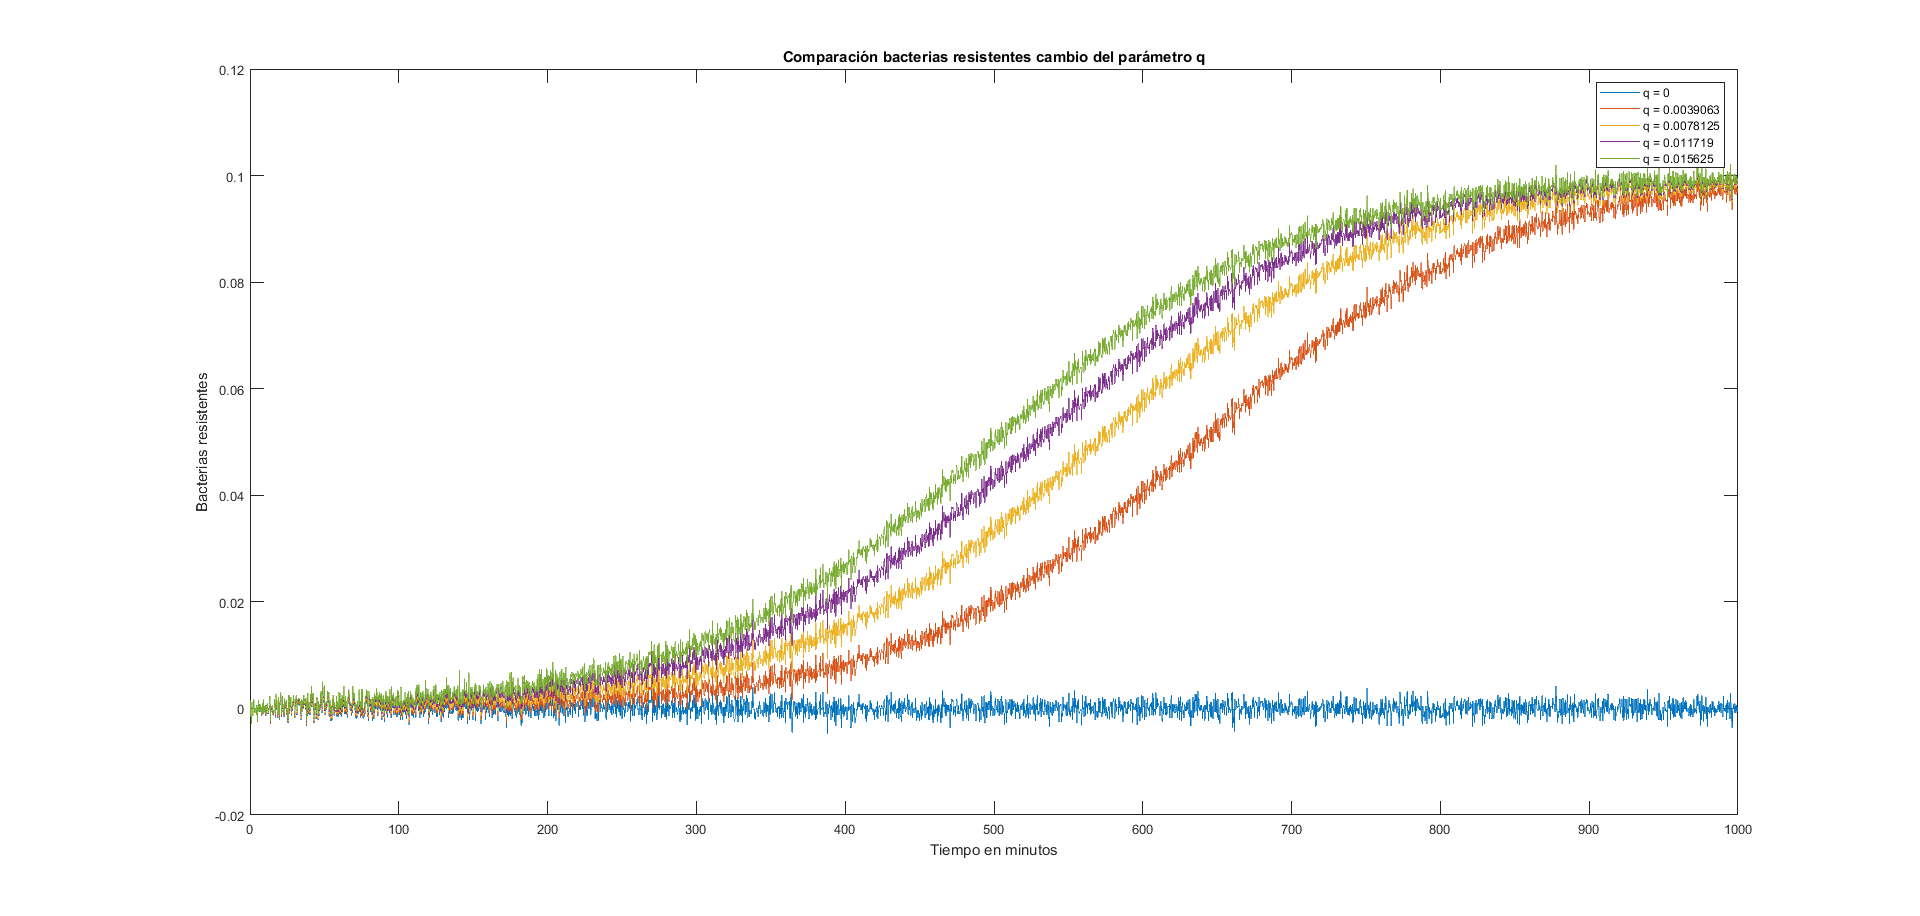 Comparación bacterias resistentes cambio del parámetro q
0.12
0.1
0.08
0.06
0.04
0.02
0
-0.02
Bacterias resistentes
q = 0
q = 0.0039063
q = 0.0078125
q = 0.011719
q = 0.015625
0 100 200 300 400 500 600 700 800 900 1000
Tiempo en minutos